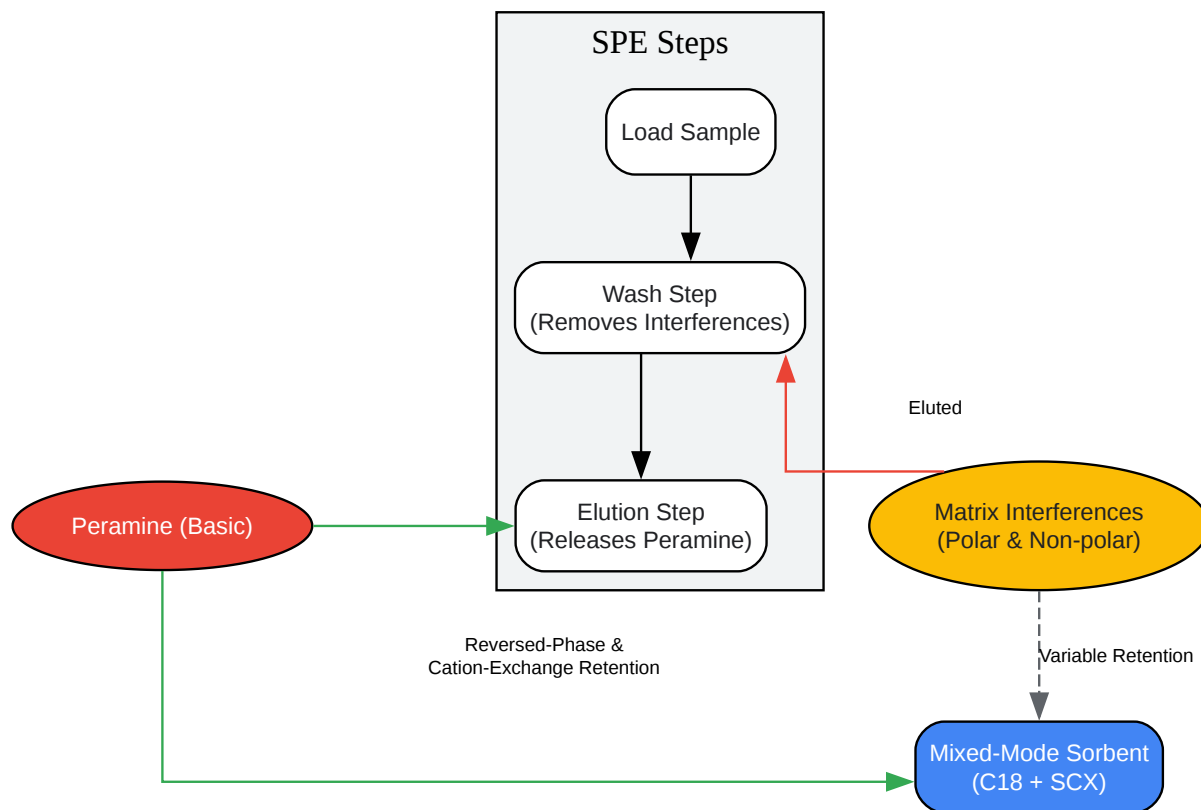 SPE Steps
Load Sample
Wash Step
(Removes Interferences)
Eluted
Peramine (Basic)
Elution Step
(Releases Peramine)
Matrix Interferences
(Polar & Non-polar)
Reversed-Phase &
Cation-Exchange Retention
Variable Retention
Mixed-Mode Sorbent
(C18 + SCX)